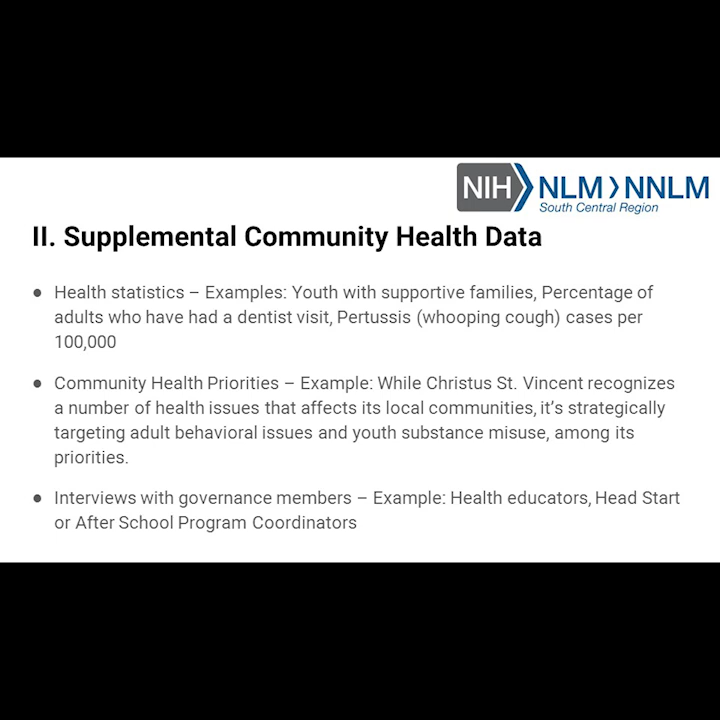 NIH NLM NNLM
South Central Region
II. Supplemental Community Health Data
● Health statistics – Examples: Youth with supportive families, Percentage of
adults who have had a dentist visit, Pertussis (whooping cough) cases per
100,000
● Community Health Priorities – Example: While Christus St. Vincent recognizes
a number of health issues that affects its local communities, it’s strategically
targeting adult behavioral issues and youth substance misuse, among its
priorities.
● Interviews with governance members – Example: Health educators, Head Start
or After School Program Coordinators